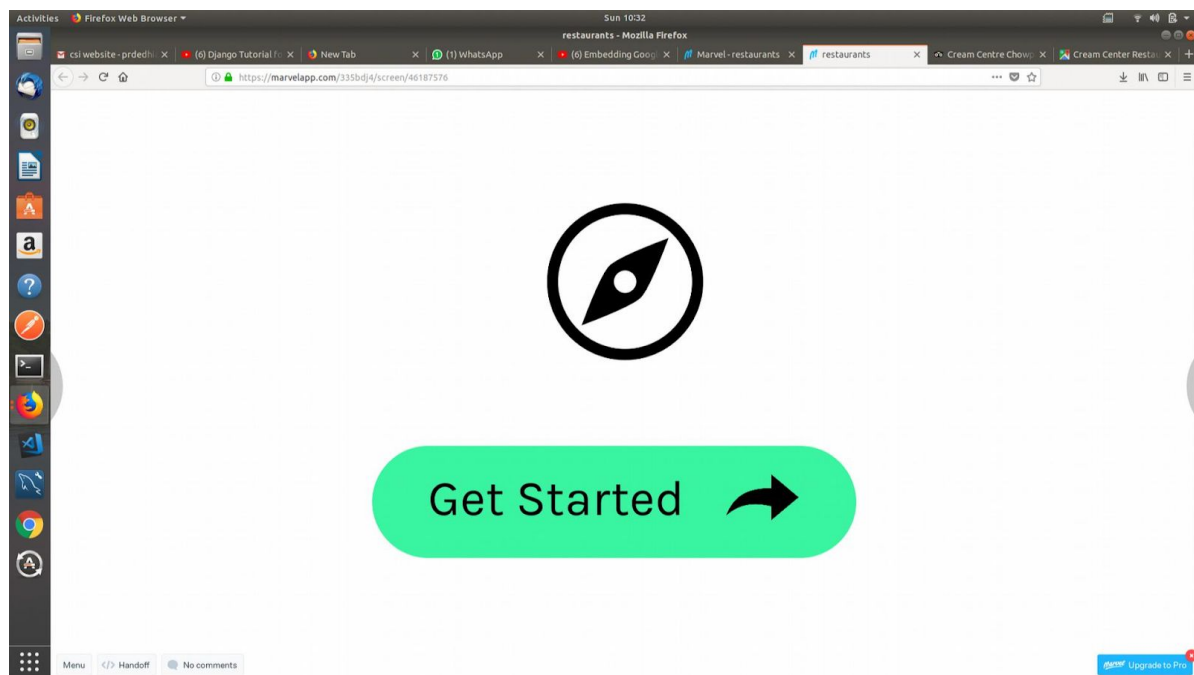 Activities Firefox Web Browser Sun 10:32
restaurants - Mozilla Firefox
csi website - prdedhi (6) Django Tutorial fo New Tab (1) WhatsApp (6) Embedding Googl Marvel - restaurants restaurants Cream Centre Chowp Cream Center Restau
https://marvelapp.com/335bdj4/screen/46187576
Get Started
Menu </> Handoff No comments
marvel Upgrade to Pro